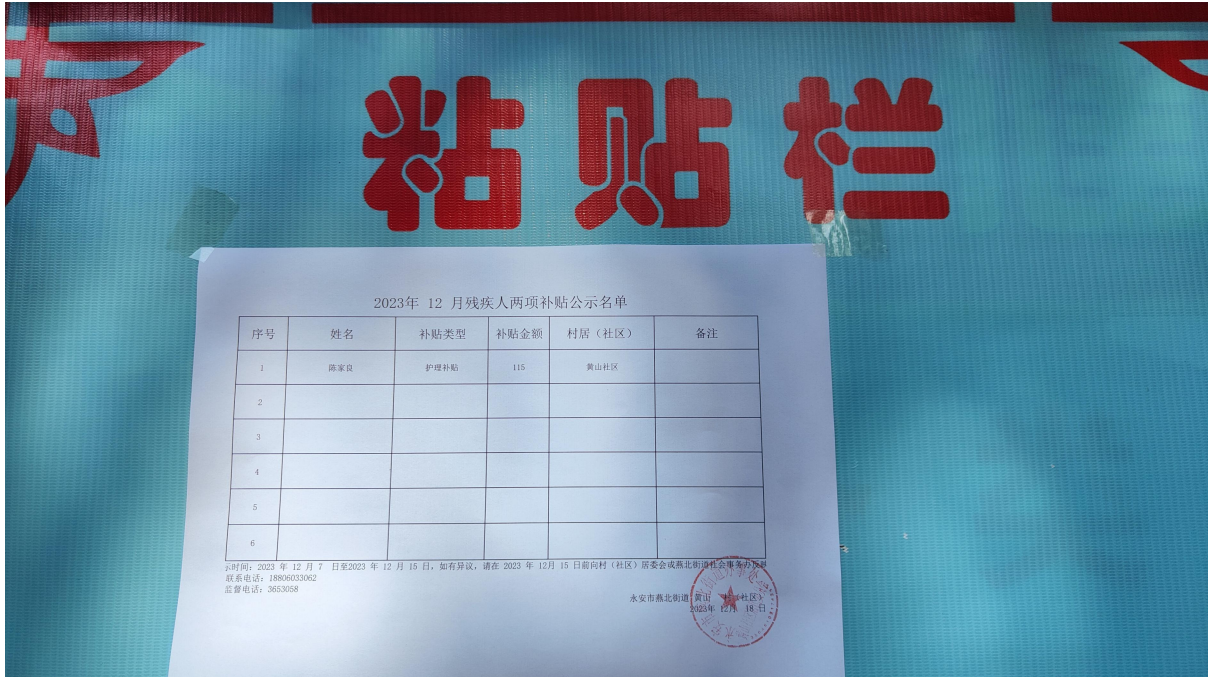 粘贴栏
2023年 12 月残疾人两项补贴公示名单
序号 姓名 补贴类型 补贴金额 村居（社区） 备注
1 陈家良 护理补贴 115 黄山社区
2
3
4
5
6
示时间：2023 年 12 月 7 日至2023 年 12 月 15 日，如有异议，请在 2023 年 12月 15 日前向村（社区）居委会或燕北街道社会事务办反映
联系电话：18806033062
监督电话：3653058
永安市燕北街道 黄山 （社区）
2023年 12月 18 日